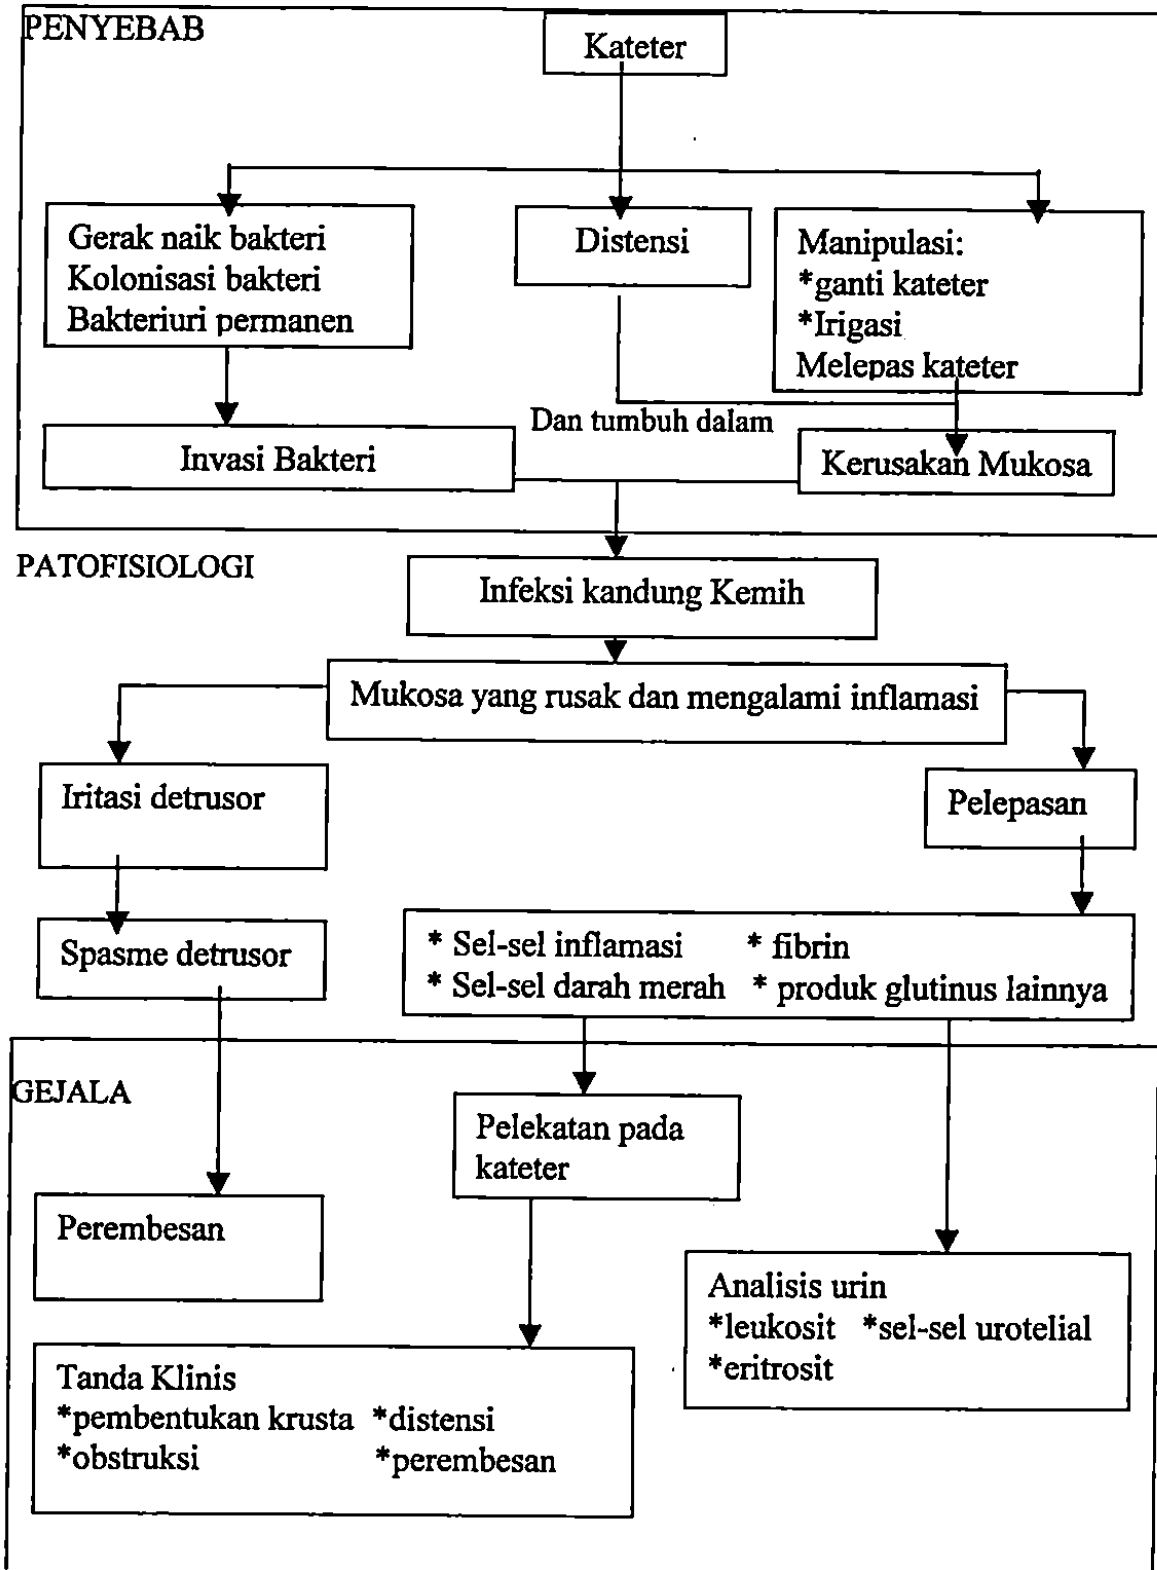 PENYEBAB
Kateter
Gerak naik bakteri
Kolonisasi bakteri
Bakteriuri permanen
Distensi
Manipulasi:
*ganti kateter
*Irigasi
Melepas kateter
Dan tumbuh dalam
Invasi Bakteri
Kerusakan Mukosa
PATOFISIOLOGI
Infeksi kandung Kemih
Mukosa yang rusak dan mengalami inflamasi
Iritasi detrusor
Pelepasan
Spasme detrusor
* Sel-sel inflamasi * fibrin
* Sel-sel darah merah * produk glutinus lainnya
GEJALA
Pelekatan pada
kateter
Perembesan
Analisis urin
*leukosit *sel-sel urotelial
*eritrosit
Tanda Klinis
*pembentukan krusta *distensi
*obstruksi *perembesan